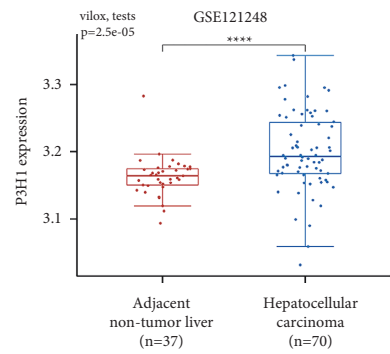 vilox, tests
p=2.5e-05
GSE121248
****
P3H1 expression
3.3
3.2
3.1
Adjacent
non-tumor liver
(n=37)
Hepatocellular
carcinoma
(n=70)